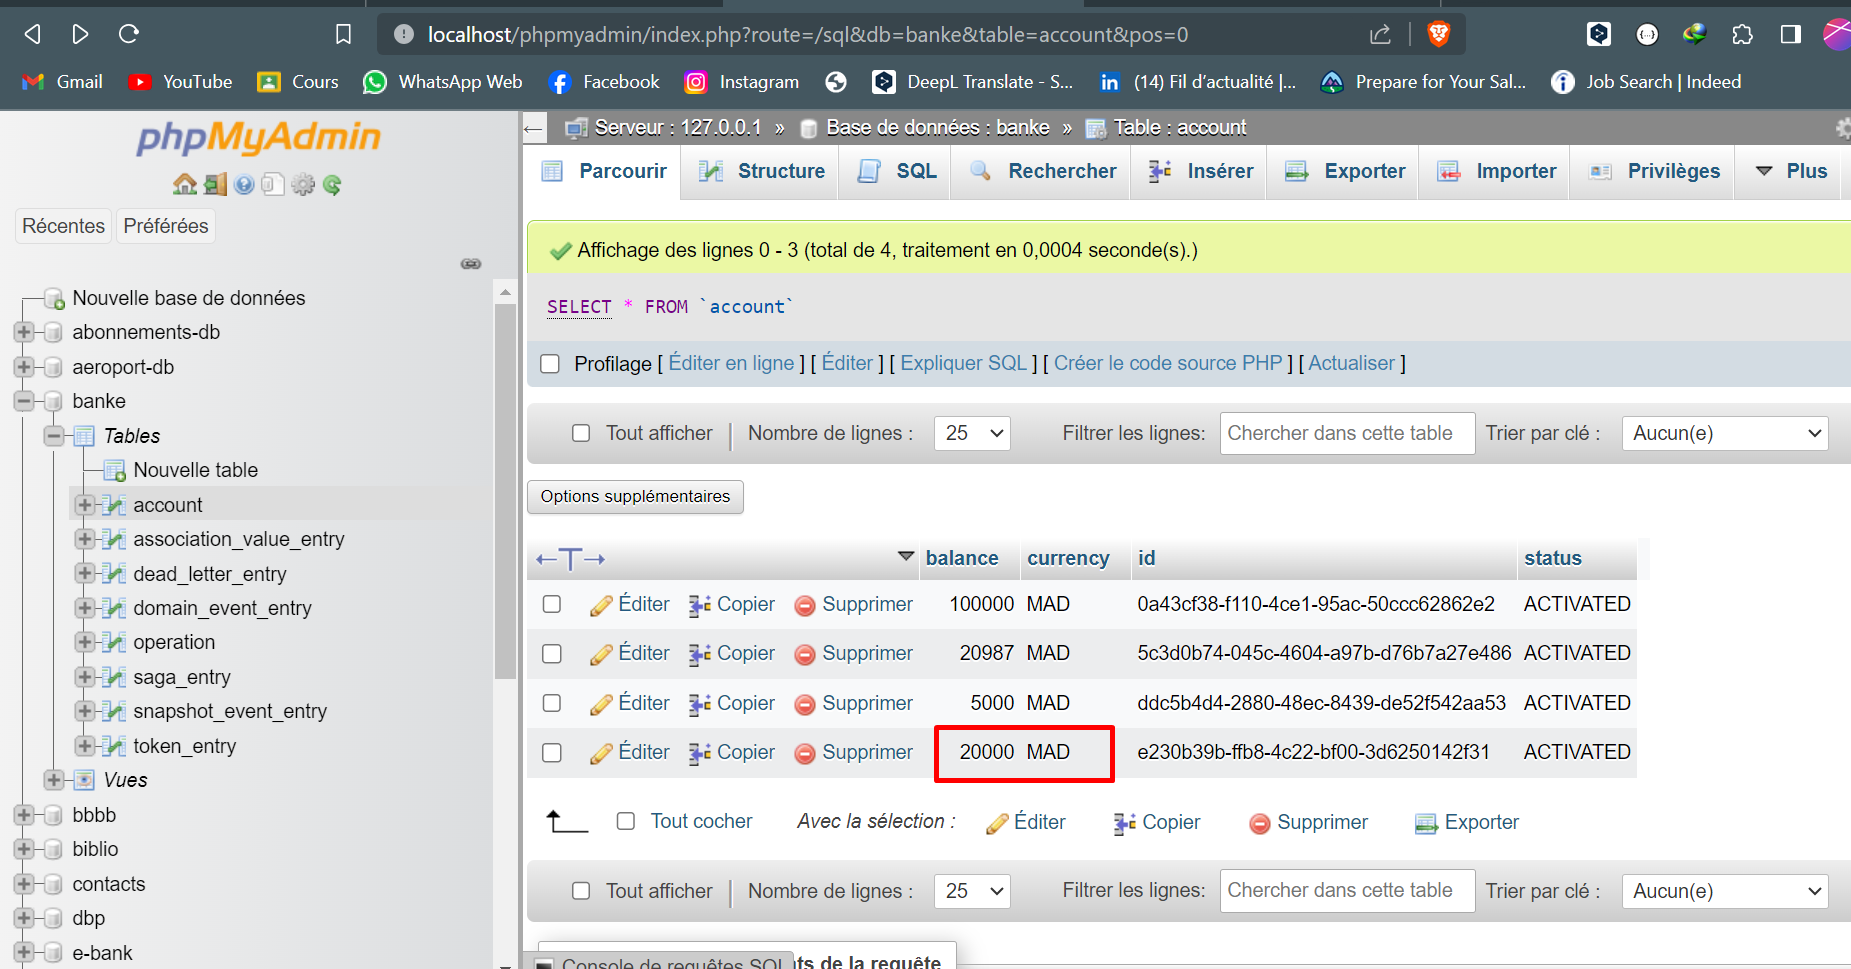 localhost/phpmyadmin/index.php?route=/sql&db=banke&table=account&pos=0
Gmail YouTube Cours WhatsApp Web Facebook Instagram DeepL Translate - S... (14) Fil d'actualité |... Prepare for Your Sal... Job Search | Indeed
phpMyAdmin
Récentes Préférées
Nouvelle base de données
abonnements-db
aeroport-db
banke
Tables
Nouvelle table
account
association_value_entry
dead_letter_entry
domain_event_entry
operation
saga_entry
snapshot_event_entry
token_entry
Vues
bbbb
biblio
contacts
dbp
e-bank
Serveur : 127.0.0.1 » Base de données : banke » Table : account
Parcourir Structure SQL Rechercher Insérer Exporter Importer Privilèges Plus
Affichage des lignes 0 - 3 (total de 4, traitement en 0,0004 seconde(s).)
SELECT * FROM `account`
Profilage [ Éditer en ligne ] [ Éditer ] [ Expliquer SQL ] [ Créer le code source PHP ] [ Actualiser ]
Tout afficher Nombre de lignes : 25 Filtrer les lignes: Chercher dans cette table Trier par clé : Aucun(e)
Options supplémentaires
←T→ balance currency id status
Éditer Copier Supprimer 100000 MAD 0a43cf38-f110-4ce1-95ac-50ccc62862e2 ACTIVATED
Éditer Copier Supprimer 20987 MAD 5c3d0b74-045c-4604-a97b-d76b7a27e486 ACTIVATED
Éditer Copier Supprimer 5000 MAD ddc5b4d4-2880-48ec-8439-de52f542aa53 ACTIVATED
Éditer Copier Supprimer 20000 MAD e230b39b-ffb8-4c22-bf00-3d6250142f31 ACTIVATED
Tout cocher Avec la sélection : Éditer Copier Supprimer Exporter
Tout afficher Nombre de lignes : 25 Filtrer les lignes: Chercher dans cette table Trier par clé : Aucun(e)
Console de requêtes SQL ts de la requête